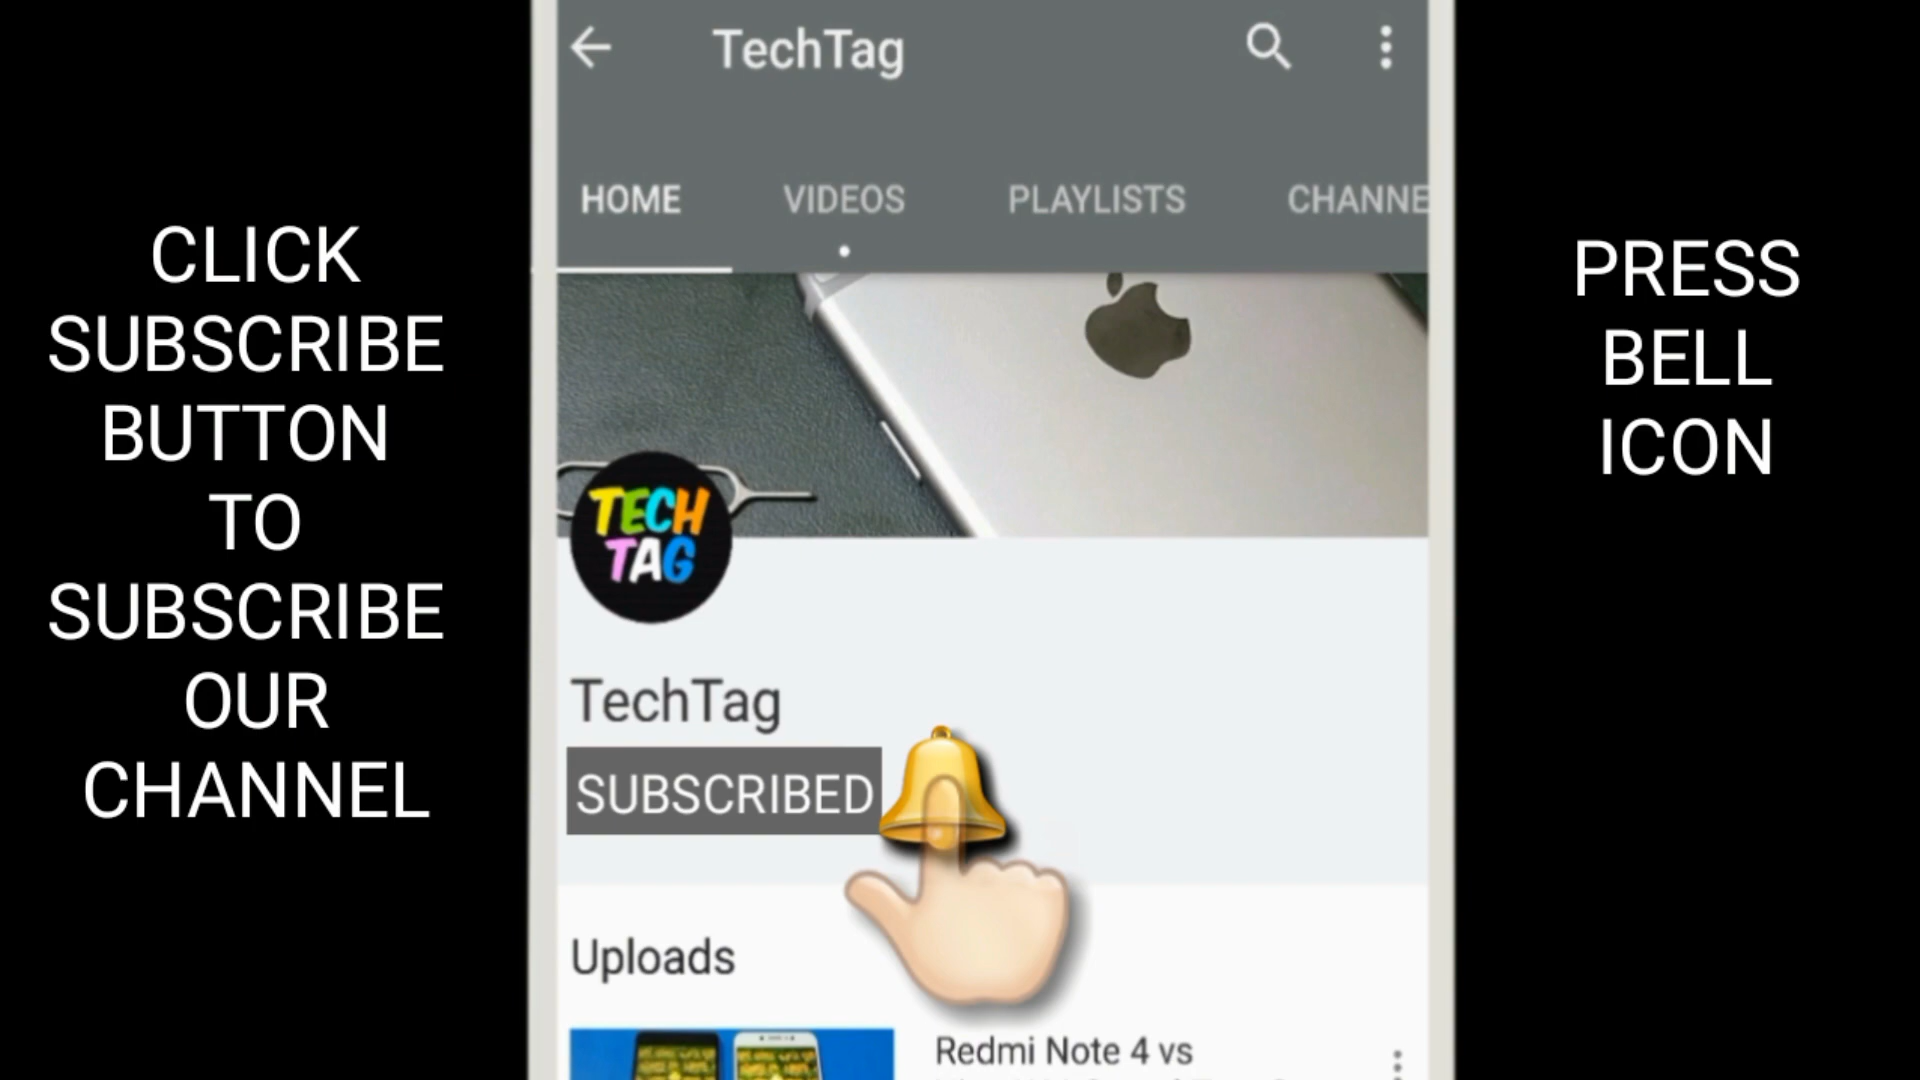 CLICK
SUBSCRIBE
BUTTON
TO
SUBSCRIBE
OUR
CHANNEL
TechTag
HOME VIDEOS PLAYLISTS CHANNE
TECH
TAG
TechTag
SUBSCRIBED
Uploads
Redmi Note 4 vs
PRESS
BELL
ICON